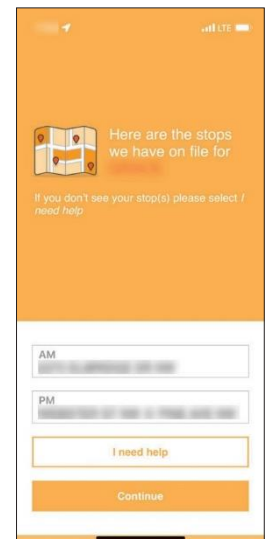 LTE
Here are the stops
we have on file for
If you don't see your stop(s) please select I
need help
AM
PM
I need help
Continue